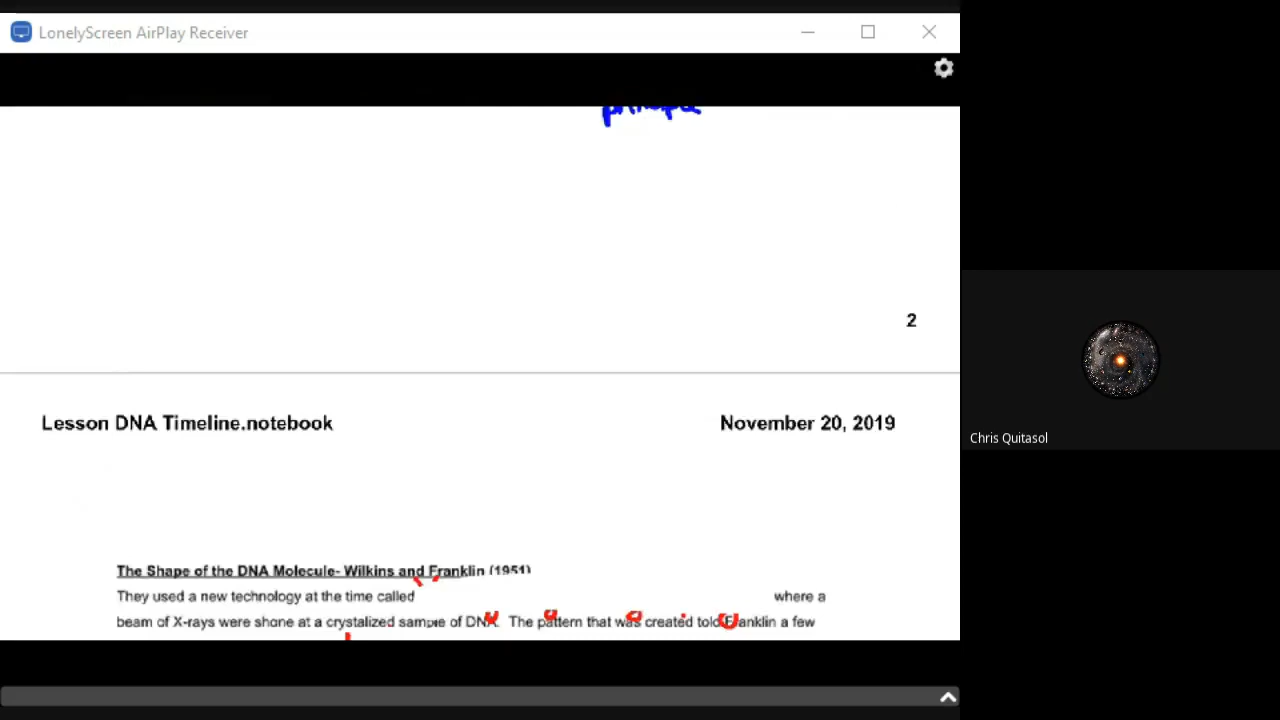 LonelyScreen AirPlay Receiver
2
Lesson DNA Timeline.notebook November 20, 2019
The Shape of the DNA Molecule- Wilkins and Franklin (1951)
They used a new technology at the time called where a
beam of X-rays were shone at a crystalized sample of DNA. The pattern that was created told Franklin a few
Chris Quitasol